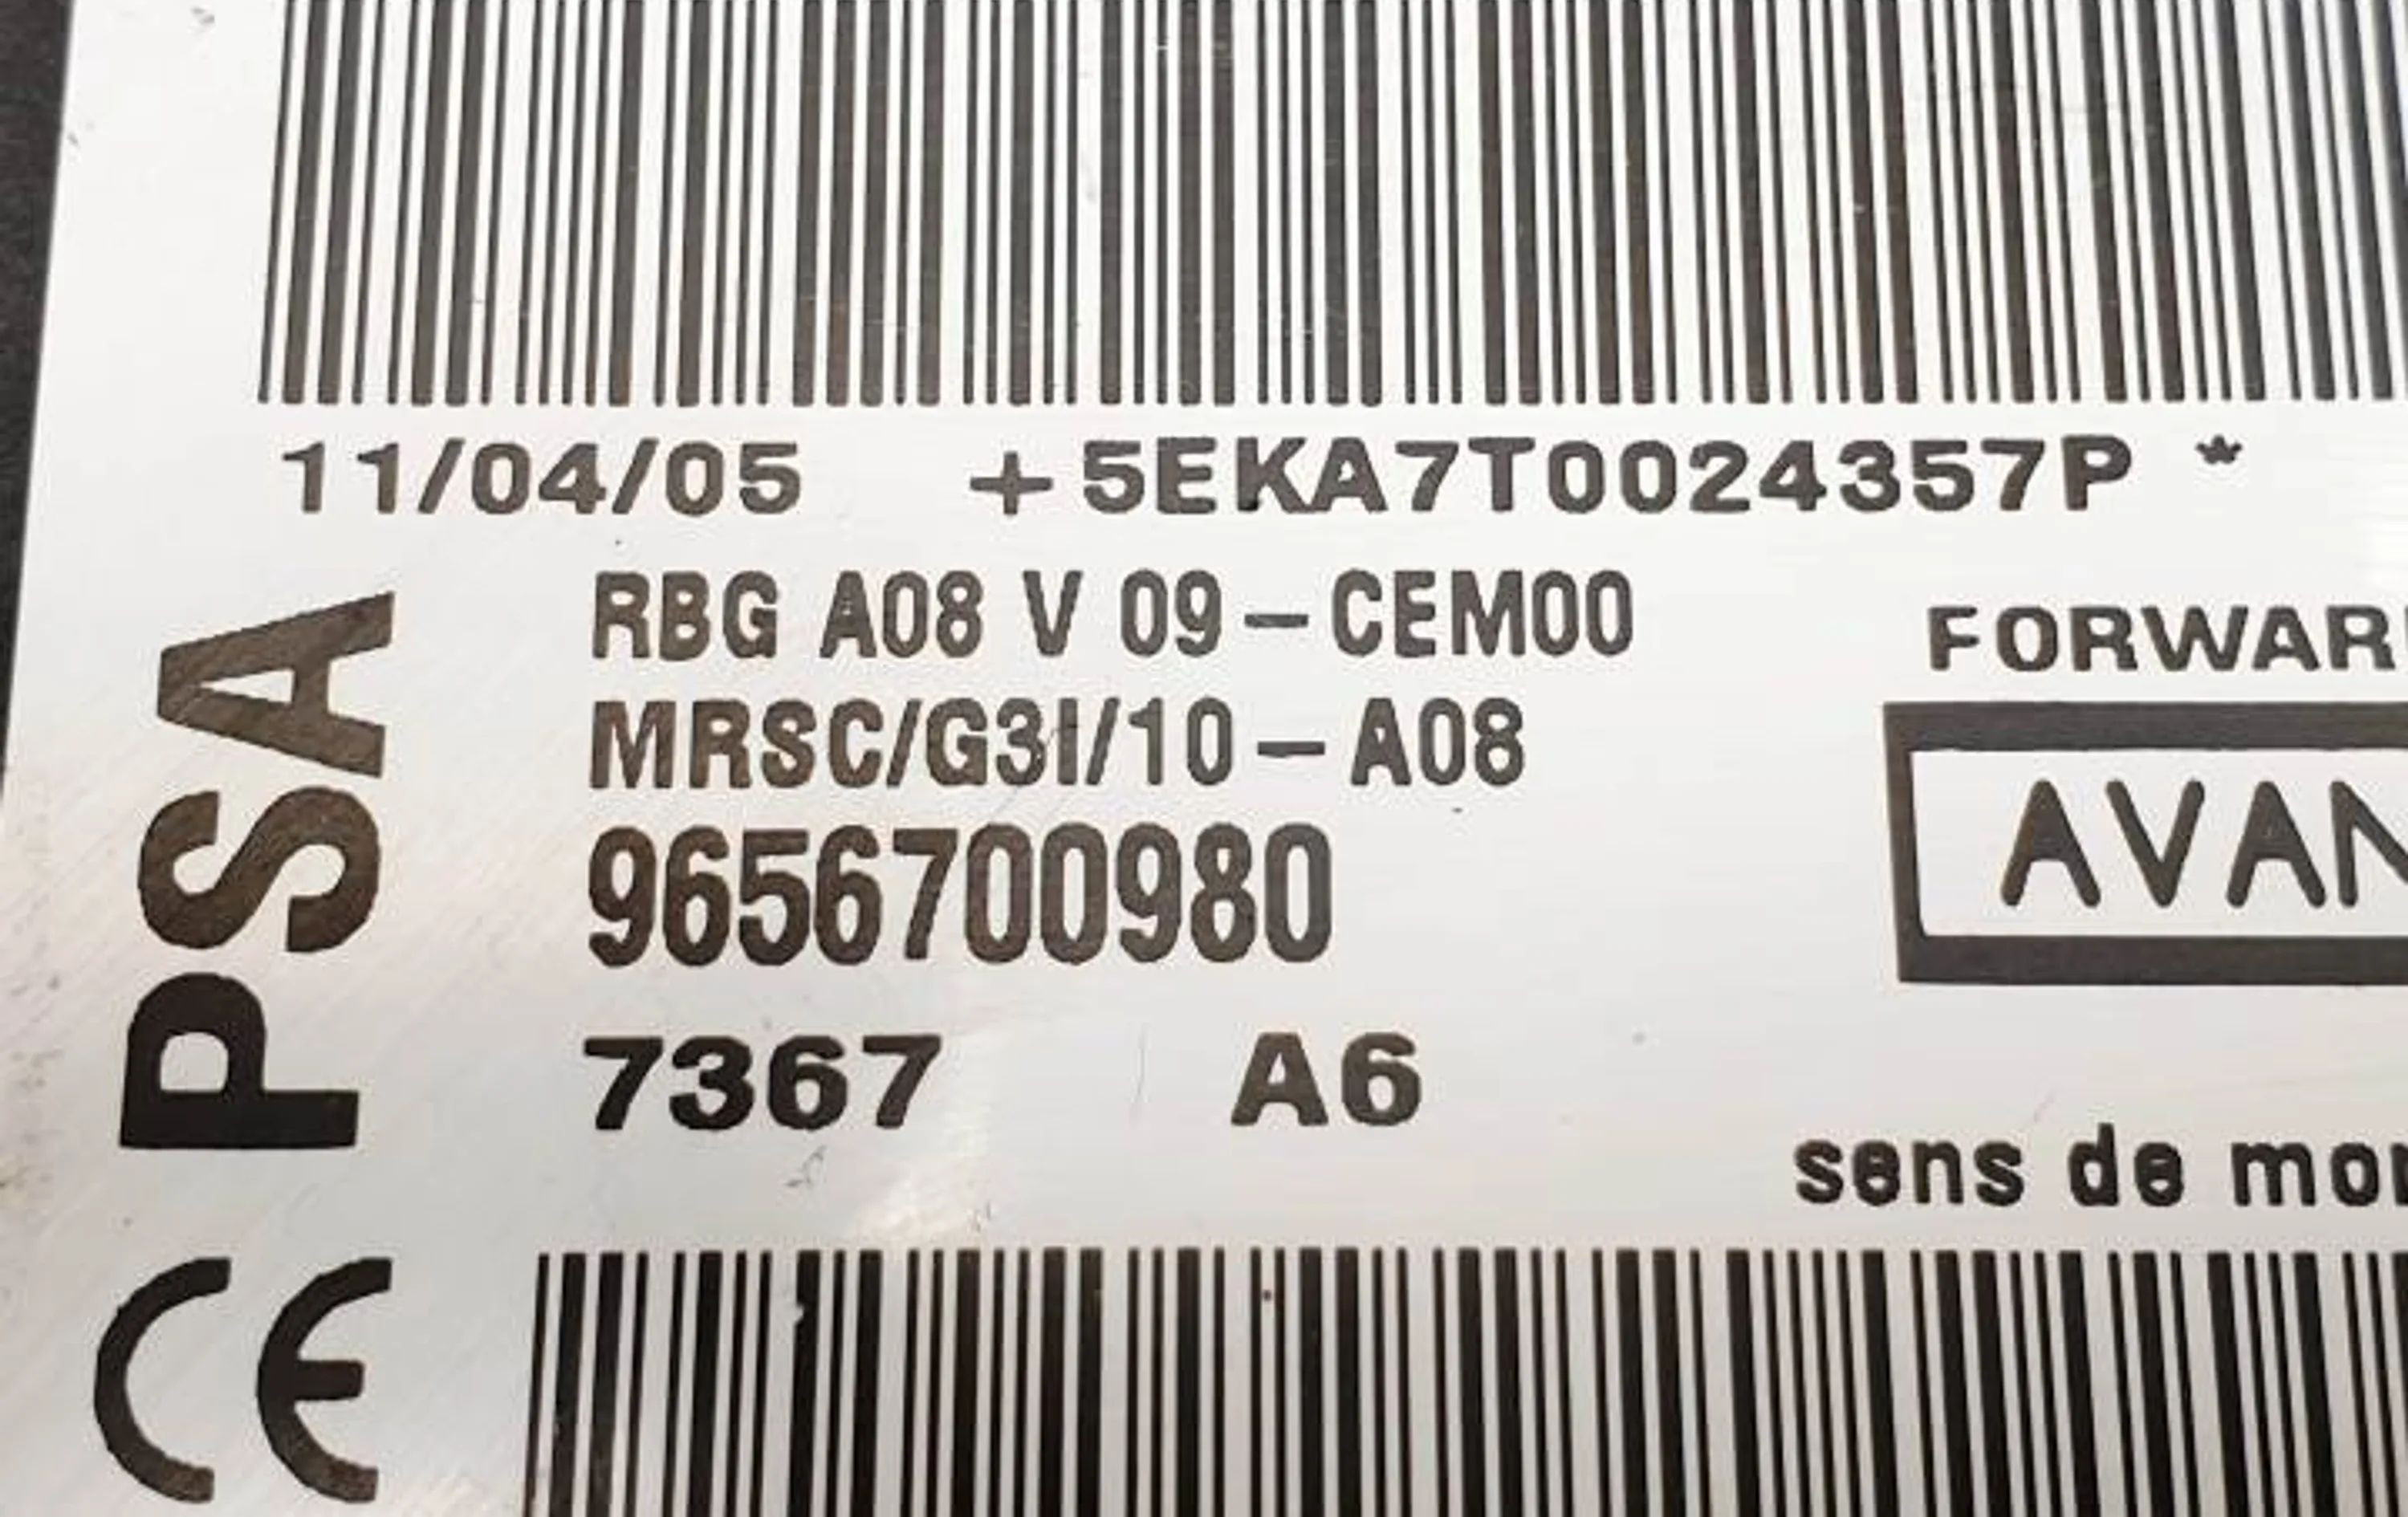 11/04/05 +5EKA7T0024357P *
PSA
RBG A08 V 09-CEM00
MRSC/G3I/10-A08
9656700980
7367 A6
FORWAR
AVAN
sens de mo
CE